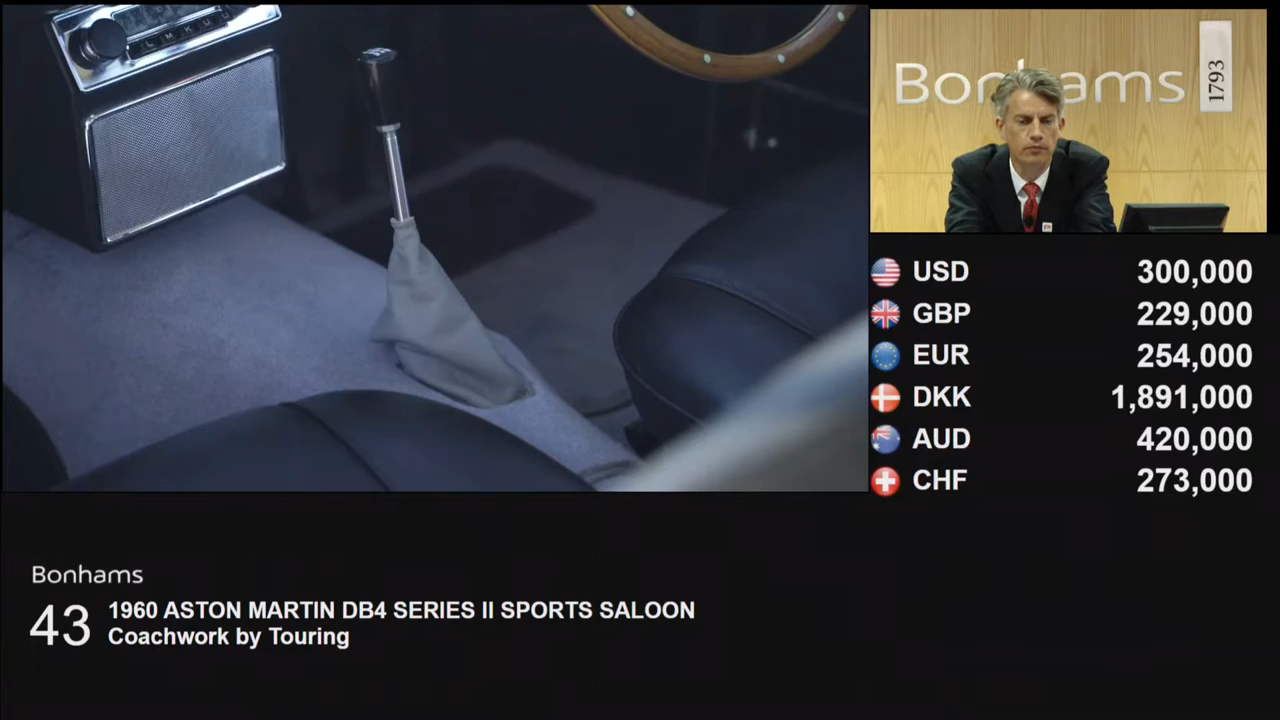 L M K U
Bonhams
1793
USD 300,000
GBP 229,000
EUR 254,000
DKK 1,891,000
AUD 420,000
CHF 273,000
Bonhams
43
1960 ASTON MARTIN DB4 SERIES II SPORTS SALOON
Coachwork by Touring